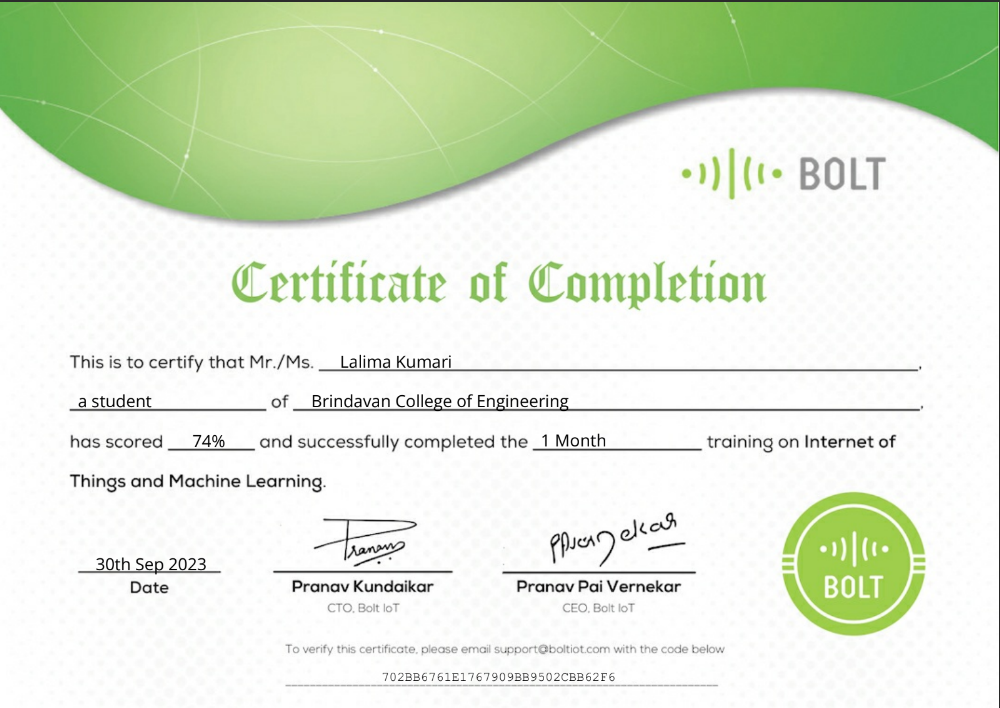 BOLT
Certificate of Completion
This is to certify that Mr./Ms. Lalima Kumari,
a student of Brindavan College of Engineering,
has scored 74% and successfully completed the 1 Month training on Internet of
Things and Machine Learning.
Pranav
30th Sep 2023
Date
Pranav Kundaikar
CTO, Bolt IoT
Pranav Pai Vernekar
CEO, Bolt IoT
BOLT
To verify this certificate, please email support@boltiot.com with the code below
702BB6761E1767909BB9502CBB62F6